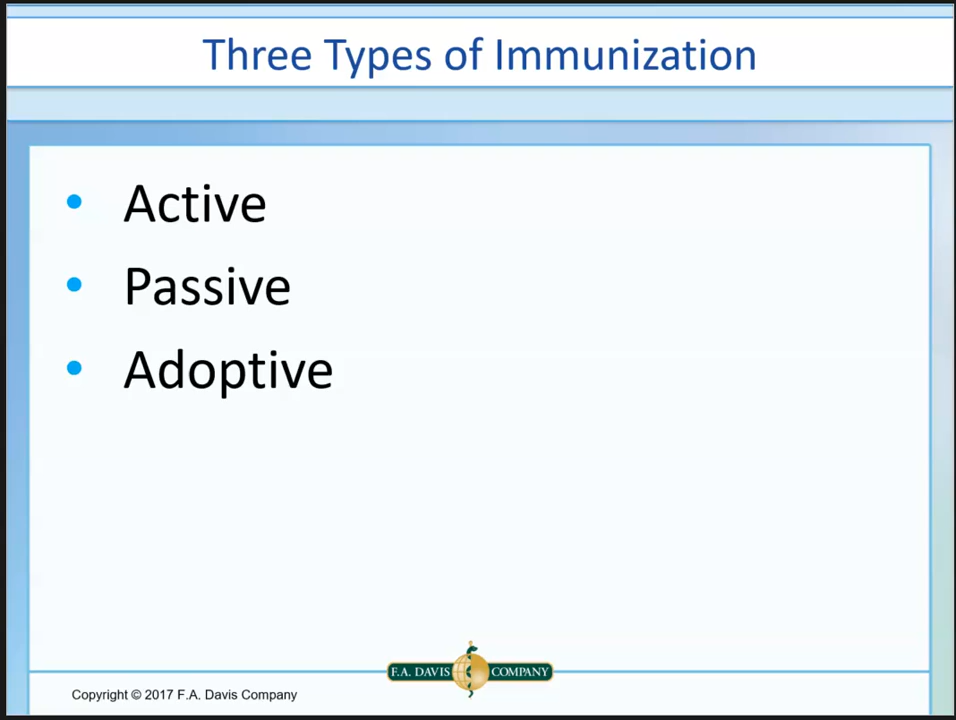 Three Types of Immunization
• Active
• Passive
• Adoptive
F.A. DAVIS COMPANY
Copyright © 2017 F.A. Davis Company